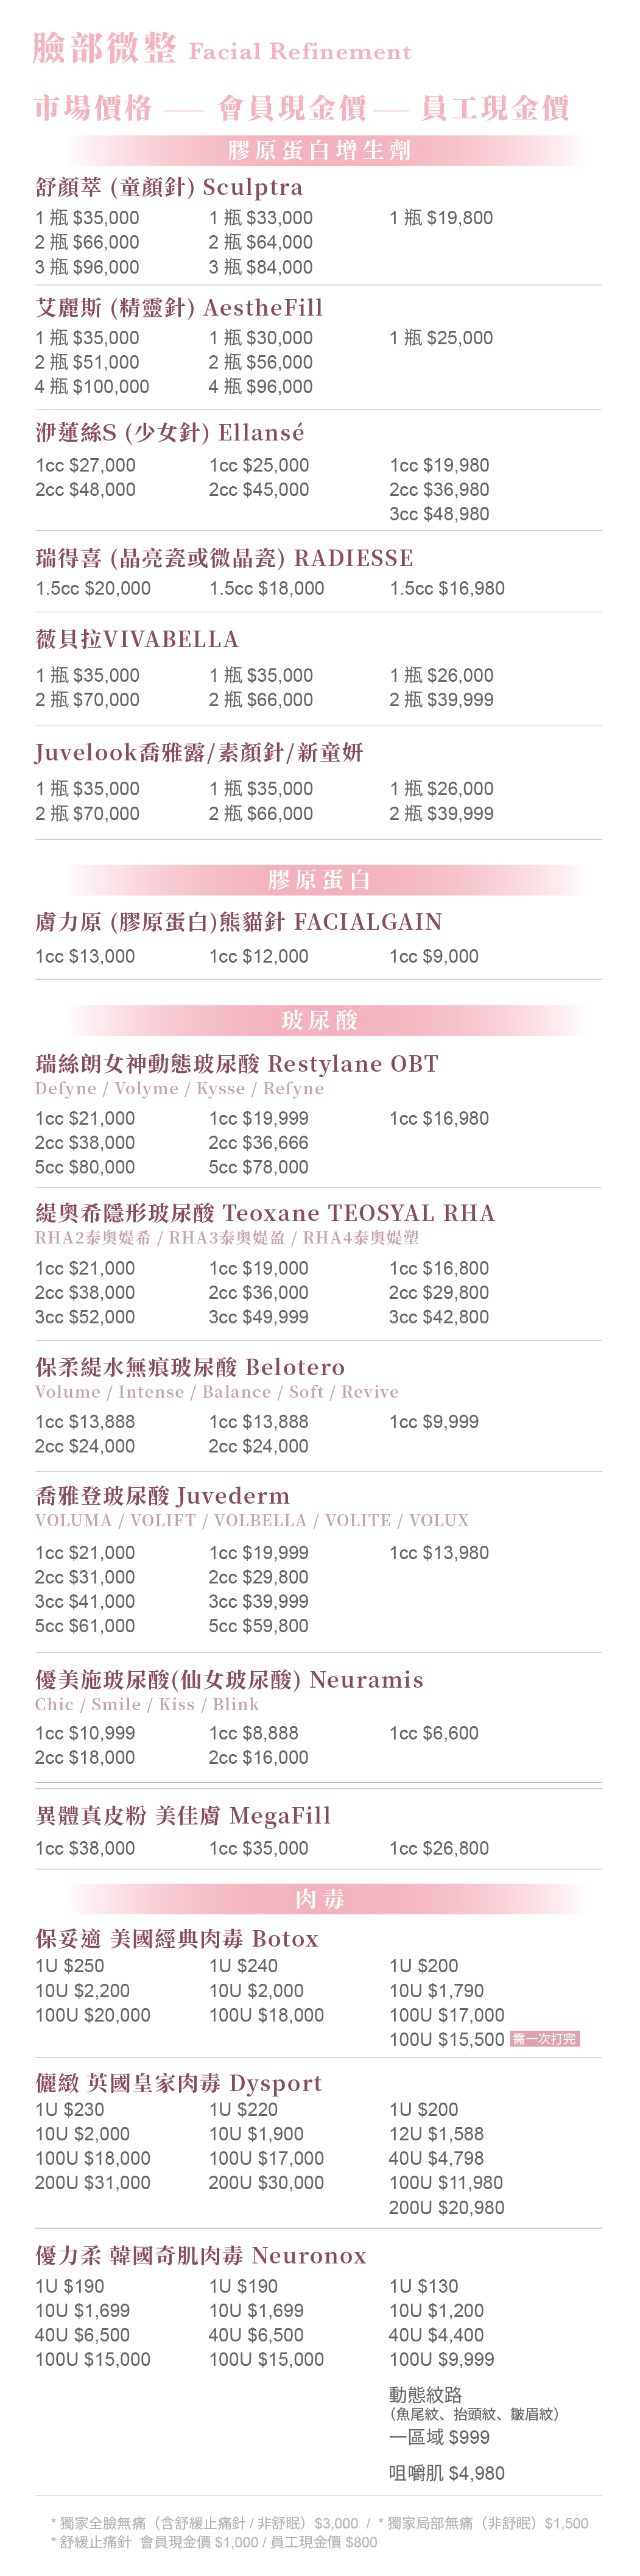 臉部微整 Facial Refinement
市場價格 —— 會員現金價 —— 員工現金價
膠原蛋白增生劑
舒顏萃 (童顏針) Sculptra
1 瓶 $35,000 1 瓶 $33,000 1 瓶 $19,800
2 瓶 $66,000 2 瓶 $64,000
3 瓶 $96,000 3 瓶 $84,000
艾麗斯 (精靈針) AestheFill
1 瓶 $35,000 1 瓶 $30,000 1 瓶 $25,000
2 瓶 $51,000 2 瓶 $56,000
4 瓶 $100,000 4 瓶 $96,000
洢蓮絲S (少女針) Ellansé
1cc $27,000 1cc $25,000 1cc $19,980
2cc $48,000 2cc $45,000 2cc $36,980
3cc $48,980
瑞得喜 (晶亮瓷或微晶瓷) RADIESSE
1.5cc $20,000 1.5cc $18,000 1.5cc $16,980
薇貝拉VIVABELLA
1 瓶 $35,000 1 瓶 $35,000 1 瓶 $26,000
2 瓶 $70,000 2 瓶 $66,000 2 瓶 $39,999
Juvelook喬雅露/素顏針/新童妍
1 瓶 $35,000 1 瓶 $35,000 1 瓶 $26,000
2 瓶 $70,000 2 瓶 $66,000 2 瓶 $39,999
膠原蛋白
膚力原 (膠原蛋白)熊貓針 FACIALGAIN
1cc $13,000 1cc $12,000 1cc $9,000
玻尿酸
瑞絲朗女神動態玻尿酸 Restylane OBT
Defyne / Volyme / Kysse / Refyne
1cc $21,000 1cc $19,999 1cc $16,980
2cc $38,000 2cc $36,666
5cc $80,000 5cc $78,000
緹奧希隱形玻尿酸 Teoxane TEOSYAL RHA
RHA2泰奧媞希 / RHA3泰奧媞盈 / RHA4泰奧媞塑
1cc $21,000 1cc $19,000 1cc $16,800
2cc $38,000 2cc $36,000 2cc $29,800
3cc $52,000 3cc $49,999 3cc $42,800
保柔緹水無痕玻尿酸 Belotero
Volume / Intense / Balance / Soft / Revive
1cc $13,888 1cc $13,888 1cc $9,999
2cc $24,000 2cc $24,000
喬雅登玻尿酸 Juvederm
VOLUMA / VOLIFT / VOLBELLA / VOLITE / VOLUX
1cc $21,000 1cc $19,999 1cc $13,980
2cc $31,000 2cc $29,800
3cc $41,000 3cc $39,999
5cc $61,000 5cc $59,800
優美施玻尿酸(仙女玻尿酸) Neuramis
Chic / Smile / Kiss / Blink
1cc $10,999 1cc $8,888 1cc $6,600
2cc $18,000 2cc $16,000
異體真皮粉 美佳膚 MegaFill
1cc $38,000 1cc $35,000 1cc $26,800
肉毒
保妥適 美國經典肉毒 Botox
1U $250 1U $240 1U $200
10U $2,200 10U $2,000 10U $1,790
100U $20,000 100U $18,000 100U $17,000
100U $15,500 需一次打完
儷緻 英國皇家肉毒 Dysport
1U $230 1U $220 1U $200
10U $2,000 10U $1,900 12U $1,588
100U $18,000 100U $17,000 40U $4,798
200U $31,000 200U $30,000 100U $11,980
200U $20,980
優力柔 韓國奇肌肉毒 Neuronox
1U $190 1U $190 1U $130
10U $1,699 10U $1,699 10U $1,200
40U $6,500 40U $6,500 40U $4,400
100U $15,000 100U $15,000 100U $9,999
動態紋路
（魚尾紋、抬頭紋、皺眉紋）
一區域 $999
咀嚼肌 $4,980
* 獨家全臉無痛（含舒緩止痛針 / 非舒眠）$3,000 / * 獨家局部無痛（非舒眠）$1,500
* 舒緩止痛針 會員現金價 $1,000 / 員工現金價 $800